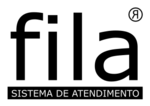 fila ®
SISTEMA DE ATENDIMENTO